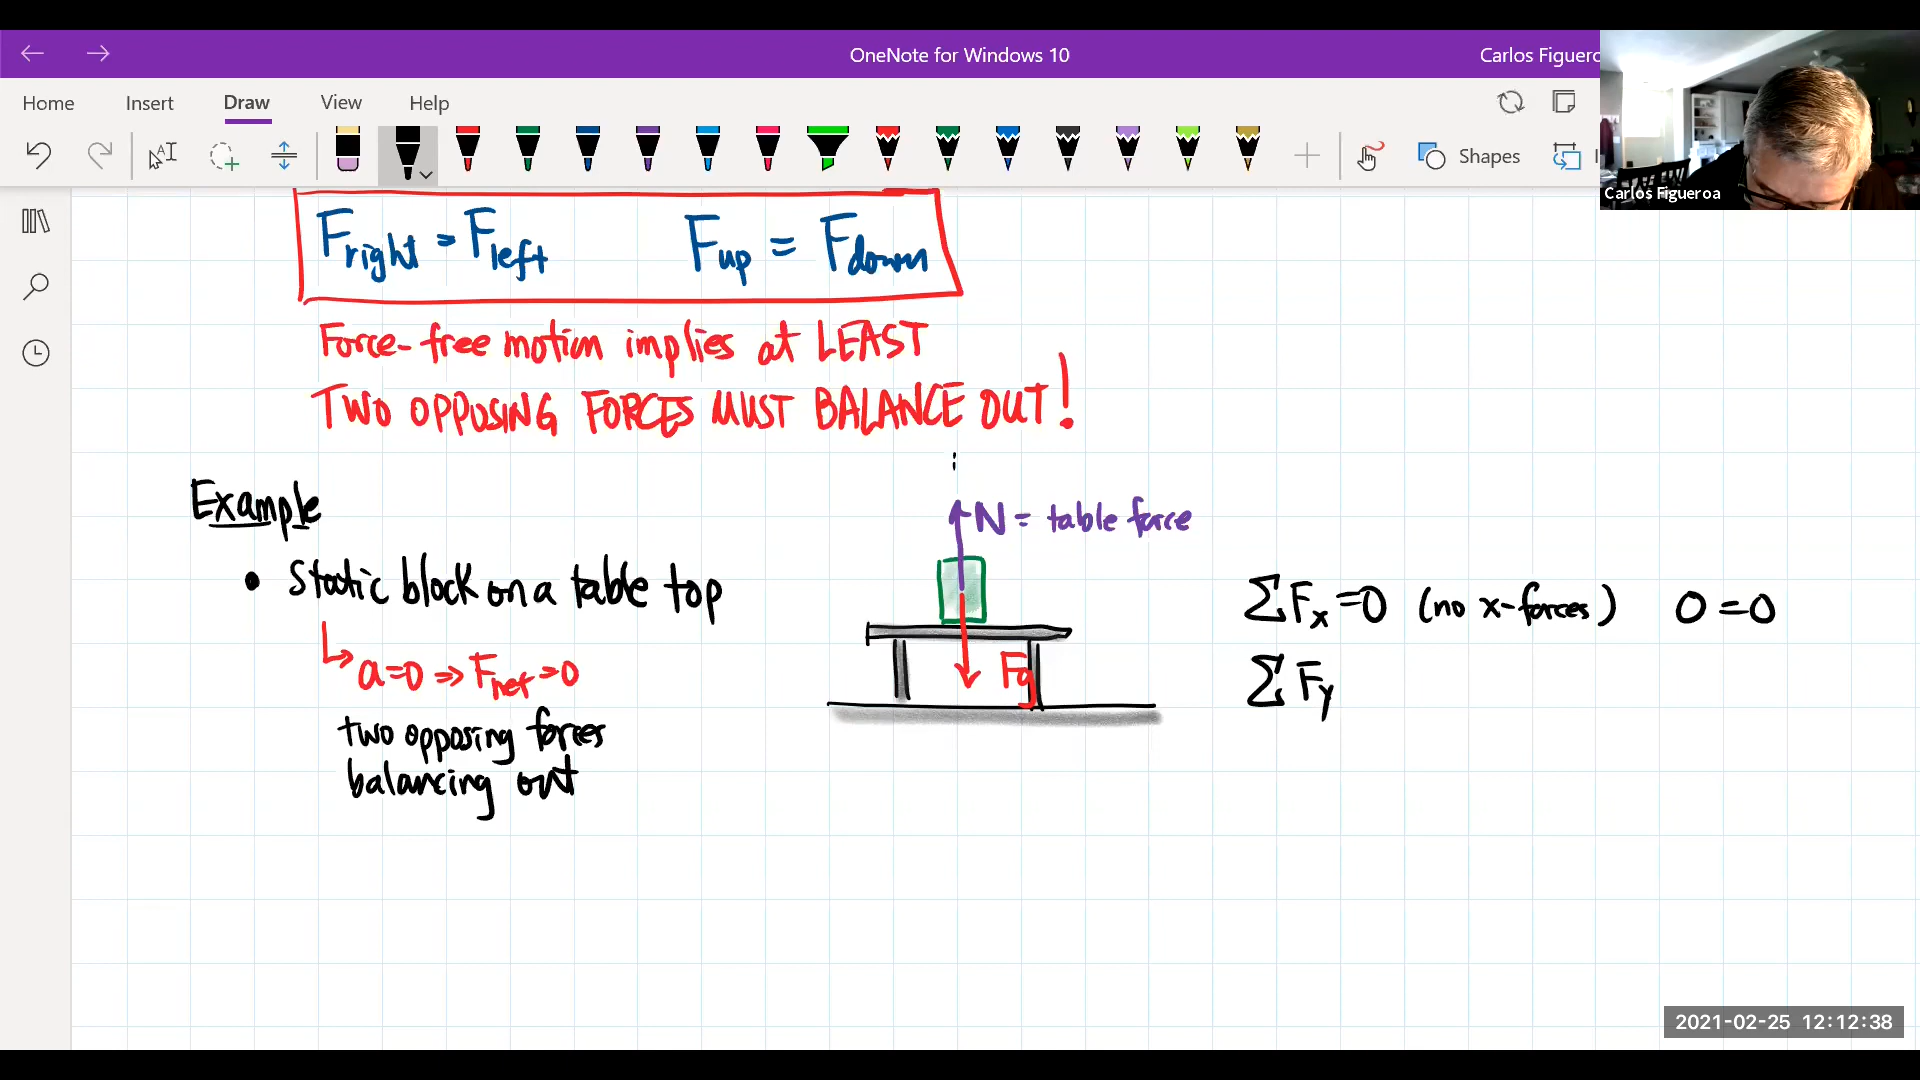 OneNote for Windows 10
Carlos Figuero
Home Insert Draw View Help
Shapes
Carlos Figueroa
Fright = Fleft Fup = Fdown
Force-free motion implies at LEAST
TWO OPPOSING FORCES MUST BALANCE OUT!
Example
N = table force
• Static block on a table top
ΣFx=0 (no x-forces) 0=0
a=0 ⇒ Fnet=0
Fg
ΣFy
two opposing forces
balancing out
2021-02-25 12:12:38